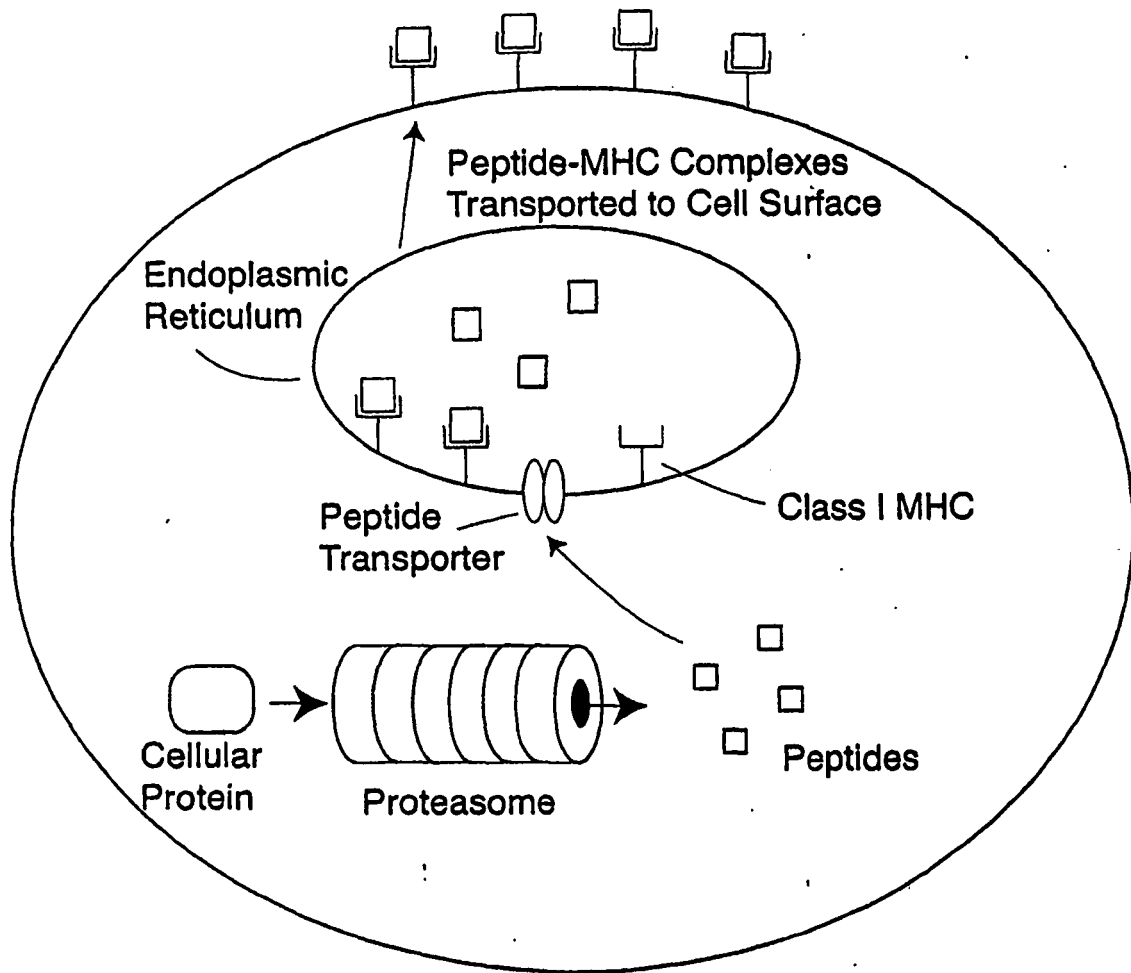 Peptide-MHC Complexes
Transported to Cell Surface
Endoplasmic
Reticulum
Peptide
Transporter
Class I MHC
Cellular
Protein
Proteasome
Peptides